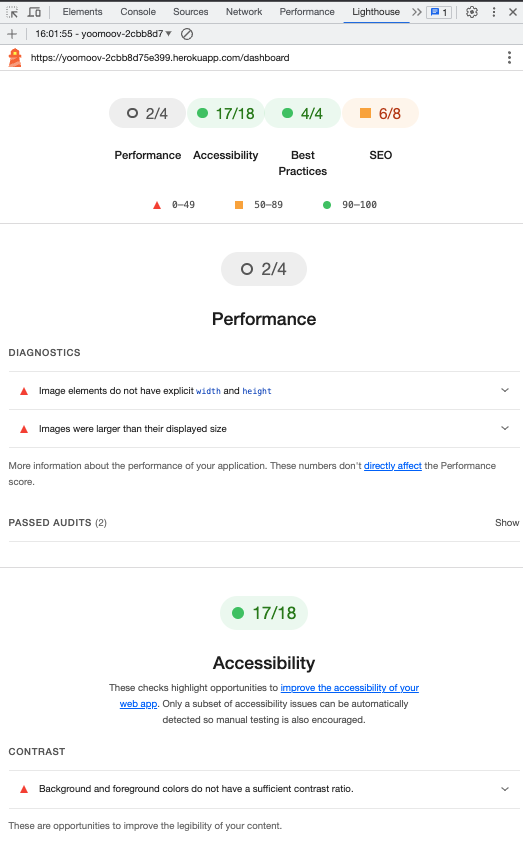 Elements Console Sources Network Performance Lighthouse 1
16:01:55 - yoomoov-2cbb8d7
https://yoomoov-2cbb8d75e399.herokuapp.com/dashboard
2/4 17/18 4/4 6/8
Performance Accessibility Best Practices SEO
0–49 50–89 90–100
2/4
Performance
DIAGNOSTICS
Image elements do not have explicit width and height
Images were larger than their displayed size
More information about the performance of your application. These numbers don't directly affect the Performance
score.
PASSED AUDITS (2) Show
17/18
Accessibility
These checks highlight opportunities to improve the accessibility of your
web app. Only a subset of accessibility issues can be automatically
detected so manual testing is also encouraged.
CONTRAST
Background and foreground colors do not have a sufficient contrast ratio.
These are opportunities to improve the legibility of your content.